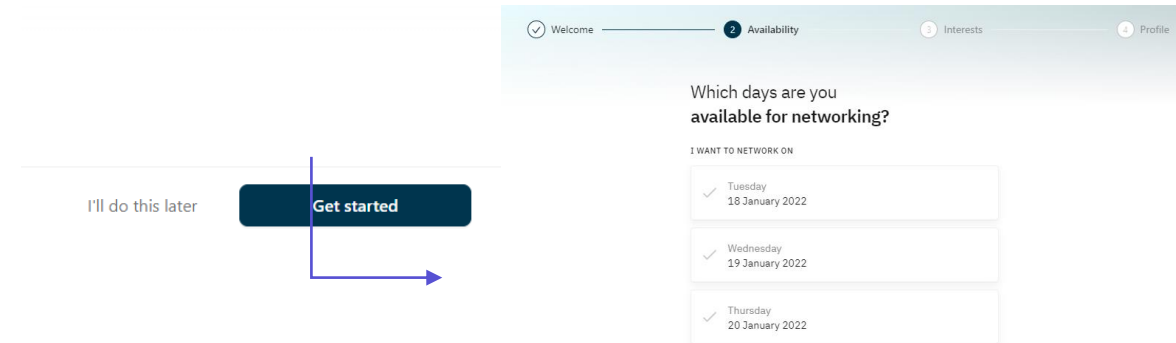 Welcome
2 Availability
3 Interests
4 Profile
Which days are you
available for networking?
I WANT TO NETWORK ON
Tuesday
18 January 2022
I'll do this later
Get started
Wednesday
19 January 2022
Thursday
20 January 2022